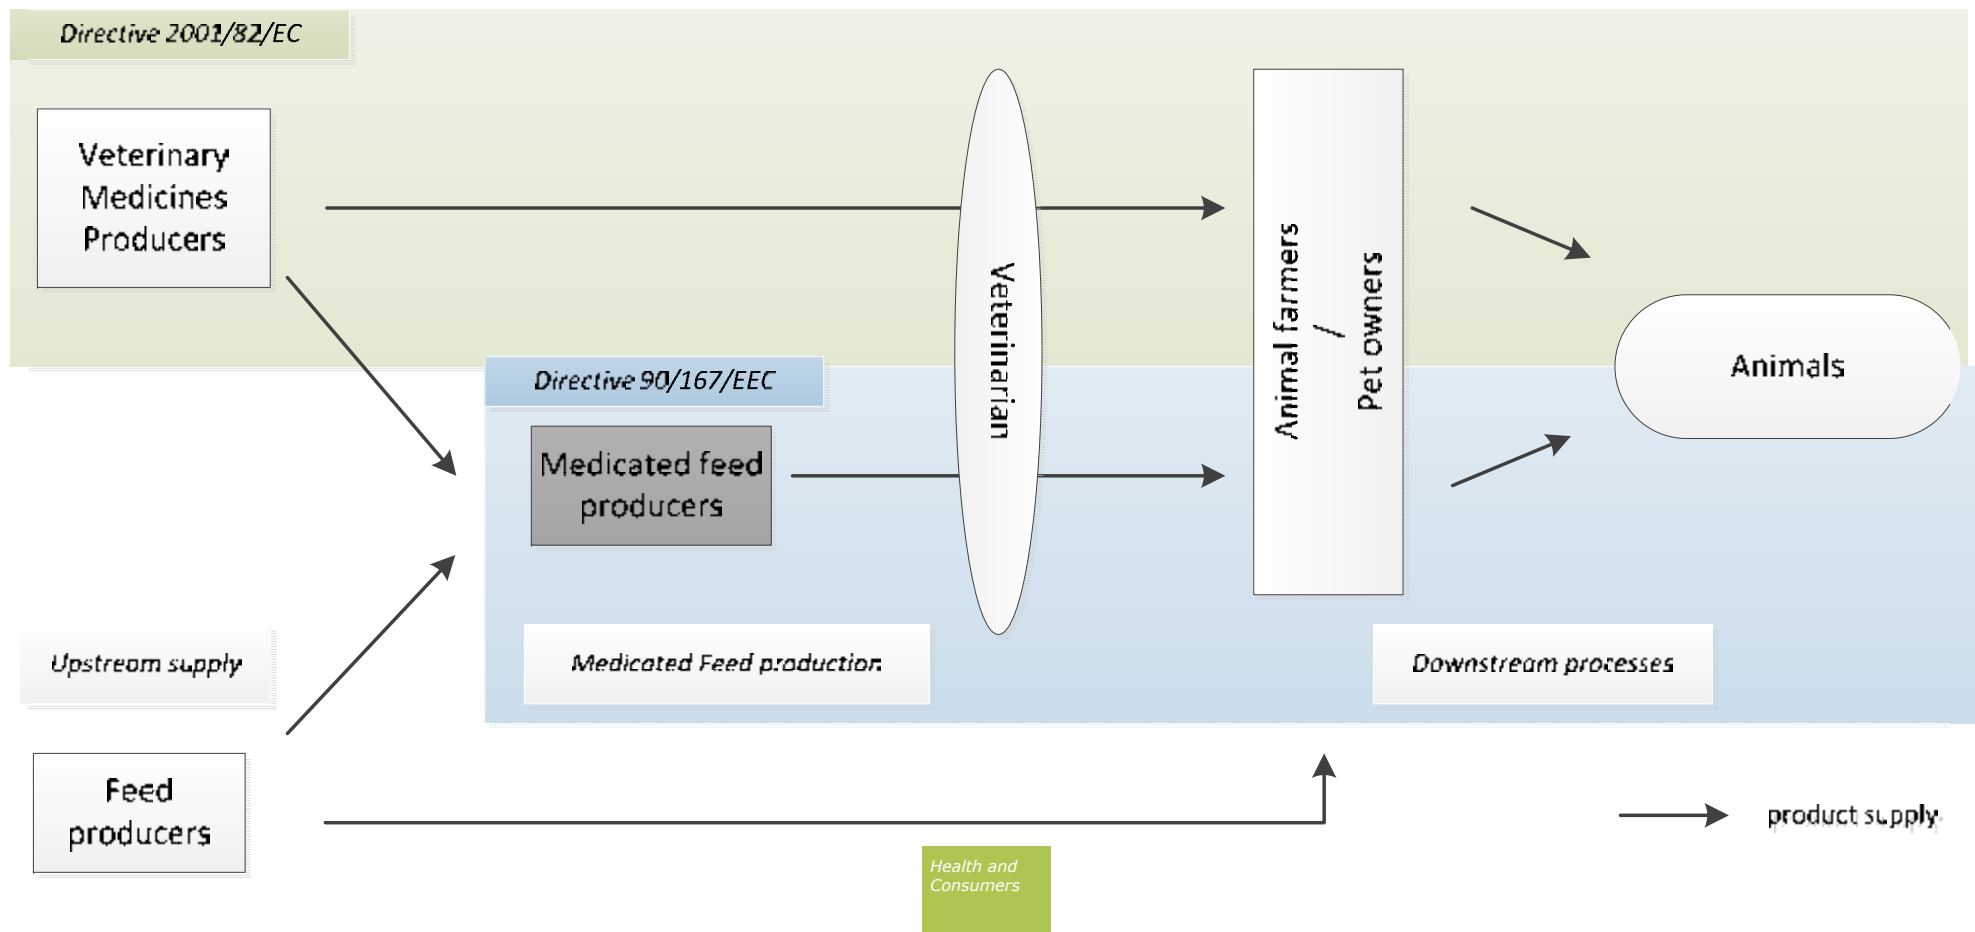 Directive 2001/82/EC
Veterinary
Medicines
Producers
Veterinarian
Animal farmers
/
Pet owners
Animals
Directive 90/167/EEC
Medicated feed
producers
Upstream supply
Medicated Feed production
Downstream processes
Feed
producers
product supply
Health and
Consumers